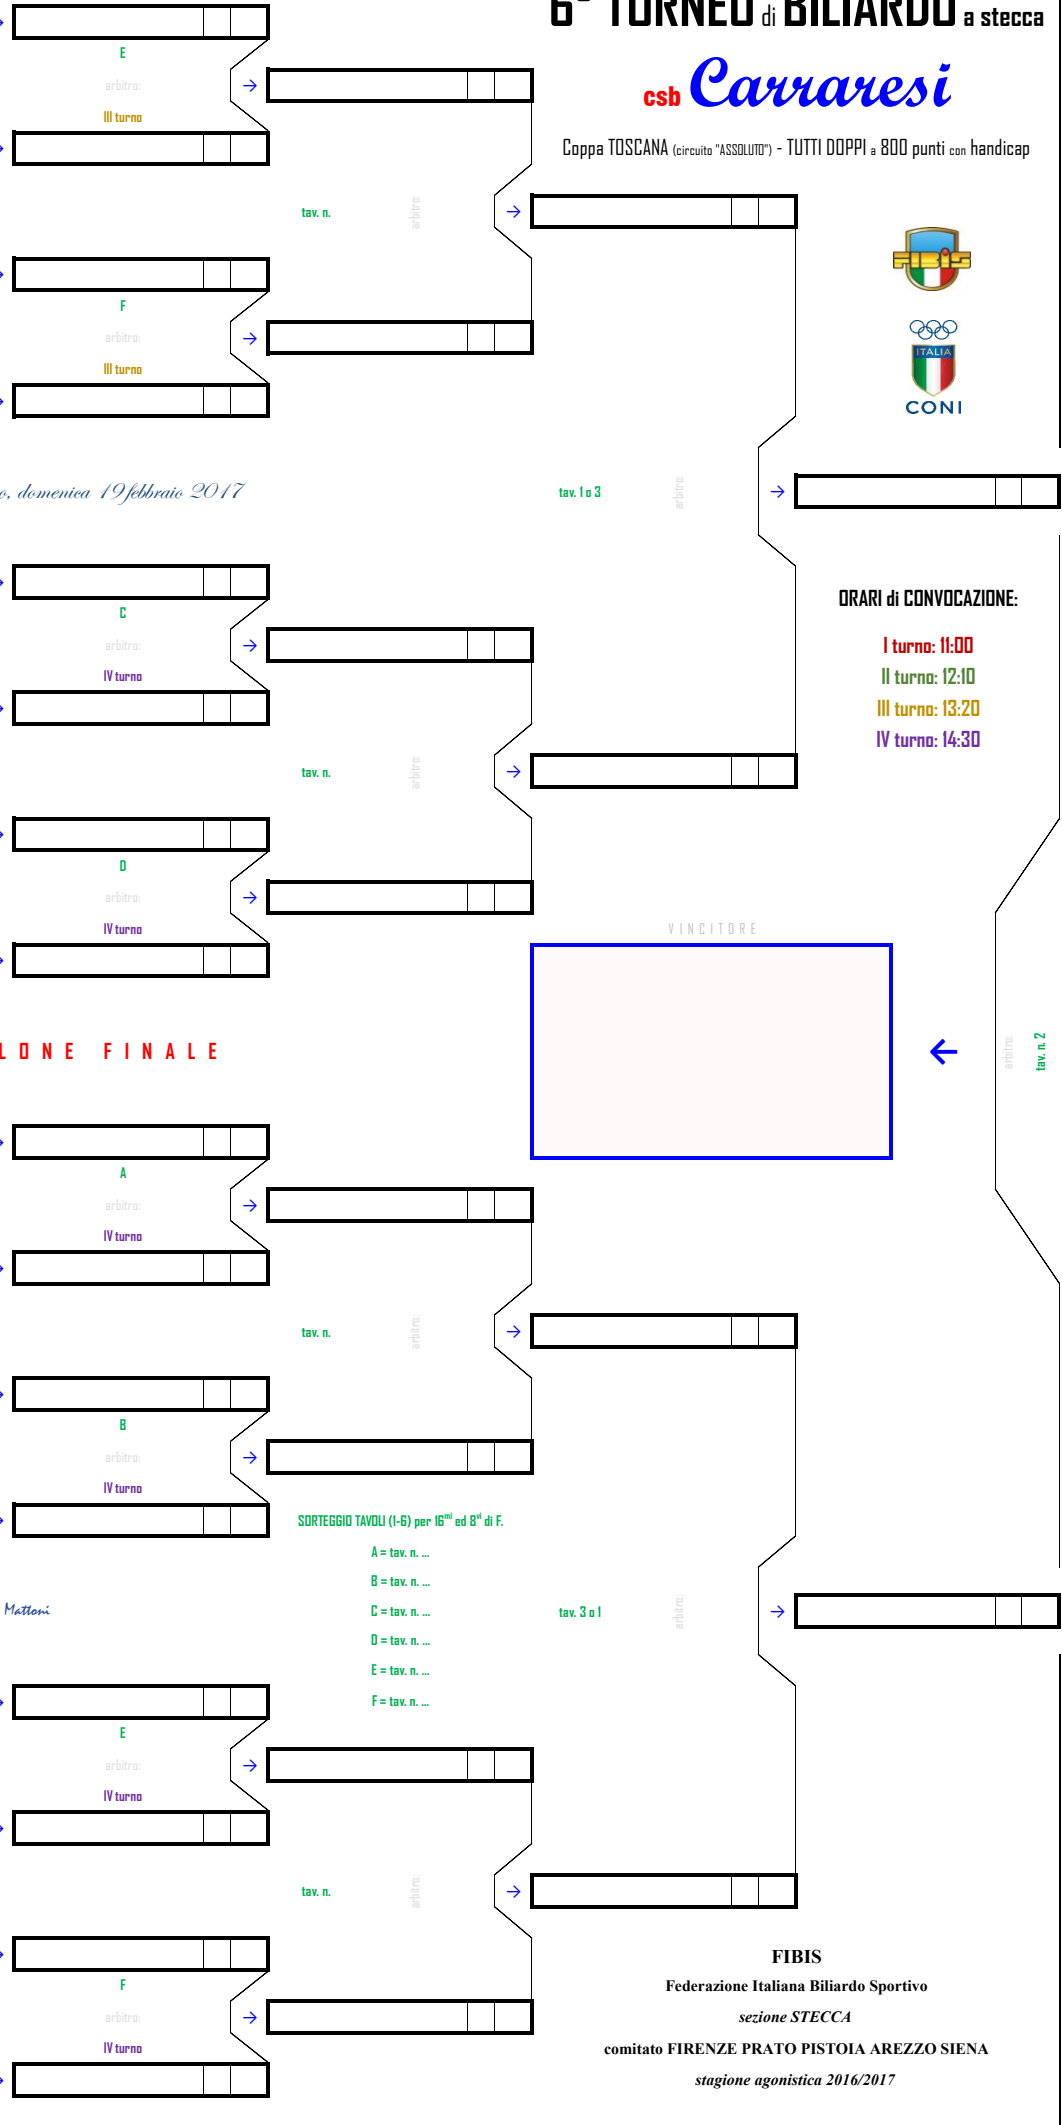 6° TORNEO di BILIARDO a stecca
csb Carraresi
Coppa TOSCANA (circuito "ASSOLUTO") - TUTTI DOPPI a 800 punti con handicap
E
arbitro:
III turno
tav. n.
arbitro:
FIBiS
F
arbitro:
III turno
ITALIA
CONI
domenica 19 febbraio 2017
tav. 1 o 3
arbitro:
C
arbitro:
IV turno
ORARI di CONVOCAZIONE:
I turno: 11:00
II turno: 12:10
III turno: 13:20
IV turno: 14:30
tav. n.
arbitro:
D
arbitro:
IV turno
VINCITORE
LONE FINALE
arbitro:
tav. n. 2
A
arbitro:
IV turno
tav. n.
arbitro:
B
arbitro:
IV turno
SORTEGGIO TAVOLI (1-6) per 16mi ed 8vi di F.
A = tav. n. ...
B = tav. n. ...
C = tav. n. ...
D = tav. n. ...
E = tav. n. ...
F = tav. n. ...
Mattoni
tav. 3 o 1
arbitro:
E
arbitro:
IV turno
tav. n.
arbitro:
F
arbitro:
IV turno
FIBIS
Federazione Italiana Biliardo Sportivo
sezione STECCA
comitato FIRENZE PRATO PISTOIA AREZZO SIENA
stagione agonistica 2016/2017